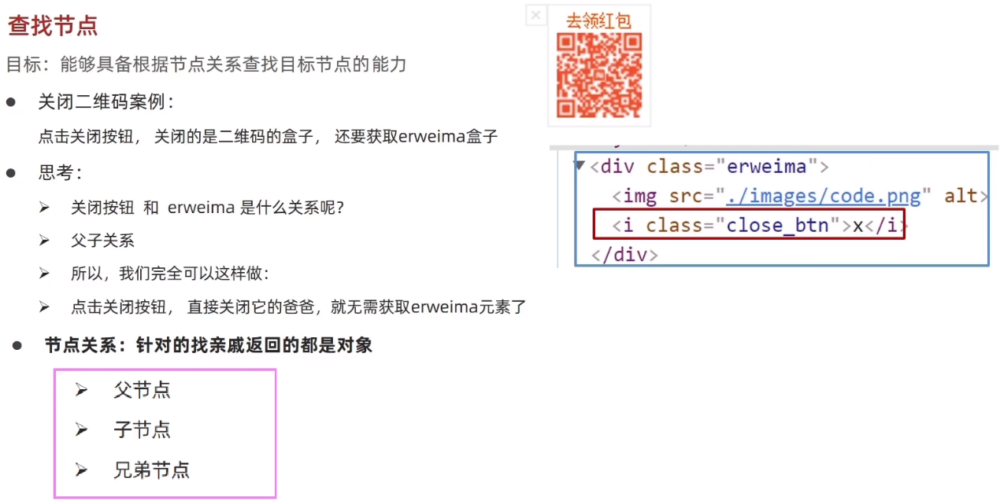 查找节点
目标：能够具备根据节点关系查找目标节点的能力
● 关闭二维码案例：
点击关闭按钮， 关闭的是二维码的盒子， 还要获取erweima盒子
● 思考：
➢ 关闭按钮 和 erweima 是什么关系呢？
➢ 父子关系
➢ 所以，我们完全可以这样做：
➢ 点击关闭按钮， 直接关闭它的爸爸，就无需获取erweima元素了
● 节点关系：针对的找亲戚返回的都是对象
➢ 父节点
➢ 子节点
➢ 兄弟节点
×
去领红包
▼<div class="erweima">
<img src="./images/code.png" alt>
<i class="close_btn">x</i>
</div>